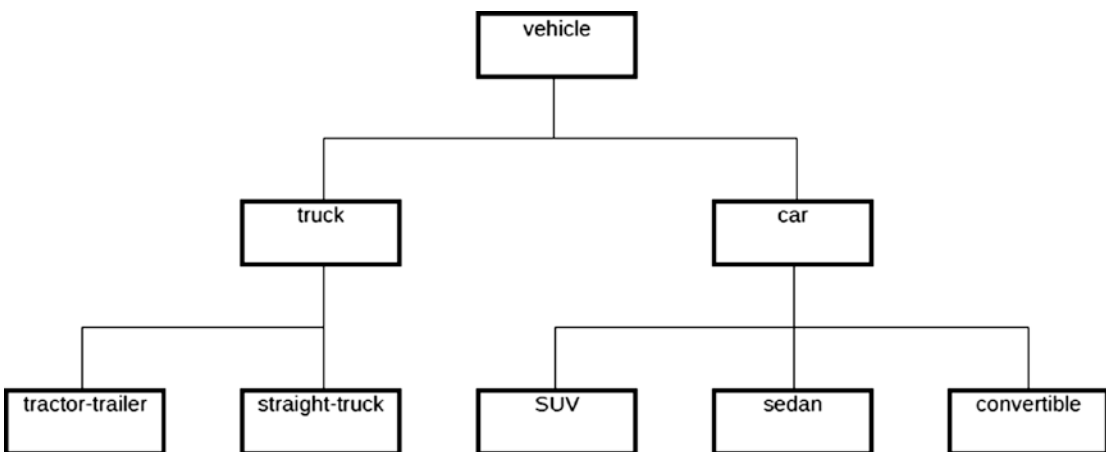 vehicle
truck
car
tractor-trailer
straight-truck
SUV
sedan
convertible